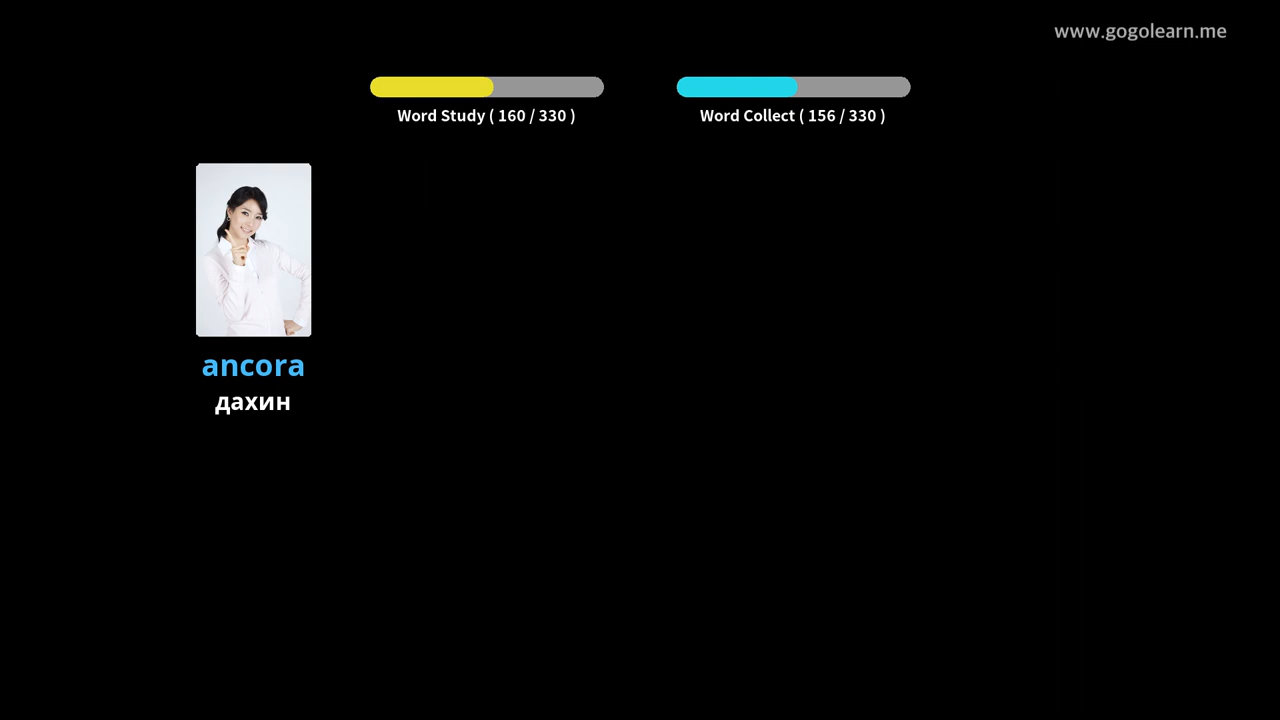 www.gogolearn.me
Word Study ( 160 / 330 )
Word Collect ( 156 / 330 )
ancora
дахин